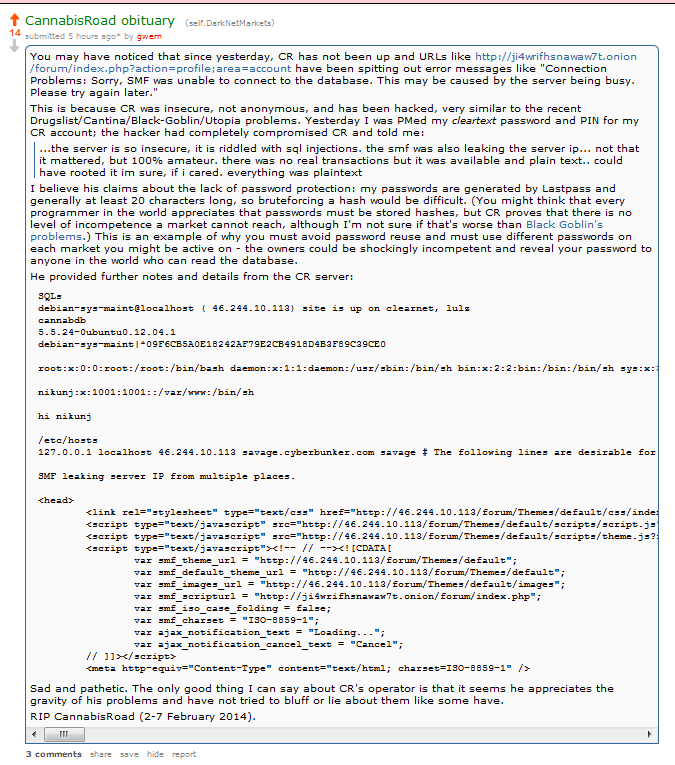 CannabisRoad obituary (self.DarkNetMarkets)
14
submitted 5 hours ago* by gwern
You may have noticed that since yesterday, CR has not been up and URLs like http://ji4wrifhsnawaw7t.onion
/forum/index.php?action=profile;area=account have been spitting out error messages like "Connection
Problems: Sorry, SMF was unable to connect to the database. This may be caused by the server being busy.
Please try again later."
This is because CR was insecure, not anonymous, and has been hacked, very similar to the recent
Drugslist/Cantina/Black-Goblin/Utopia problems. Yesterday I was PMed my cleartext password and PIN for my
CR account; the hacker had completely compromised CR and told me:
...the server is so insecure, it is riddled with sql injections. the smf was also leaking the server ip... not that
it mattered, but 100% amateur. there was no real transactions but it was available and plain text.. could
have rooted it im sure, if i cared. everything was plaintext
I believe his claims about the lack of password protection: my passwords are generated by Lastpass and
generally at least 20 characters long, so bruteforcing a hash would be difficult. (You might think that every
programmer in the world appreciates that passwords must be stored hashes, but CR proves that there is no
level of incompetence a market cannot reach, although I'm not sure if that's worse than Black Goblin's
problems.) This is an example of why you must avoid password reuse and must use different passwords on
each market you might be active on - the owners could be shockingly incompetent and reveal your password to
anyone in the world who can read the database.
He provided further notes and details from the CR server:
SQLs
debian-sys-maint@localhost ( 46.244.10.113) site is up on clearnet, lulz
cannabdb
5.5.24-0ubuntu0.12.04.1
debian-sys-maint|*09F6CB5A0E18242AF79E2CB4918D4B3F89C39CE0
root:x:0:0:root:/root:/bin/bash daemon:x:1:1:daemon:/usr/sbin:/bin/sh bin:x:2:2:bin:/bin:/bin/sh sys:x:
nikunj:x:1001:1001::/var/www:/bin/sh
hi nikunj
/etc/hosts
127.0.0.1 localhost 46.244.10.113 savage.cyberbunker.com savage # The following lines are desirable for
SMF leaking server IP from multiple places.
<head>
<link rel="stylesheet" type="text/css" href="http://46.244.10.113/forum/Themes/default/css/inde
<script type="text/javascript" src="http://46.244.10.113/forum/Themes/default/scripts/script.js
<script type="text/javascript" src="http://46.244.10.113/forum/Themes/default/scripts/theme.js?
<script type="text/javascript"><!-- // --><![CDATA[
var smf_theme_url = "http://46.244.10.113/forum/Themes/default";
var smf_default_theme_url = "http://46.244.10.113/forum/Themes/default";
var smf_images_url = "http://46.244.10.113/forum/Themes/default/images";
var smf_scripturl = "http://ji4wrifhsnawaw7t.onion/forum/index.php";
var smf_iso_case_folding = false;
var smf_charset = "ISO-8859-1";
var ajax_notification_text = "Loading...";
var ajax_notification_cancel_text = "Cancel";
// ]]></script>
<meta http-equiv="Content-Type" content="text/html; charset=ISO-8859-1" />
Sad and pathetic. The only good thing I can say about CR's operator is that it seems he appreciates the
gravity of his problems and have not tried to bluff or lie about them like some have.
RIP CannabisRoad (2-7 February 2014).
3 comments share save hide report